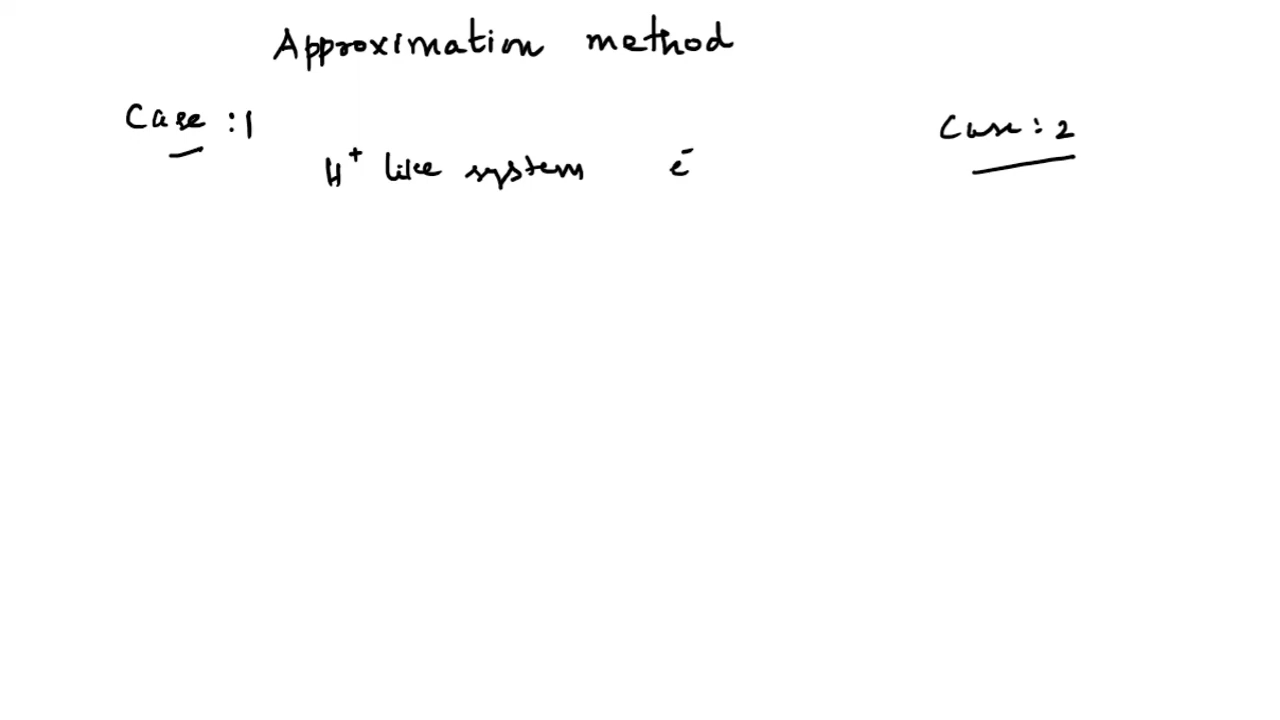 Approximation method
Case :1
Case : 2
H⁺ like system e⁻